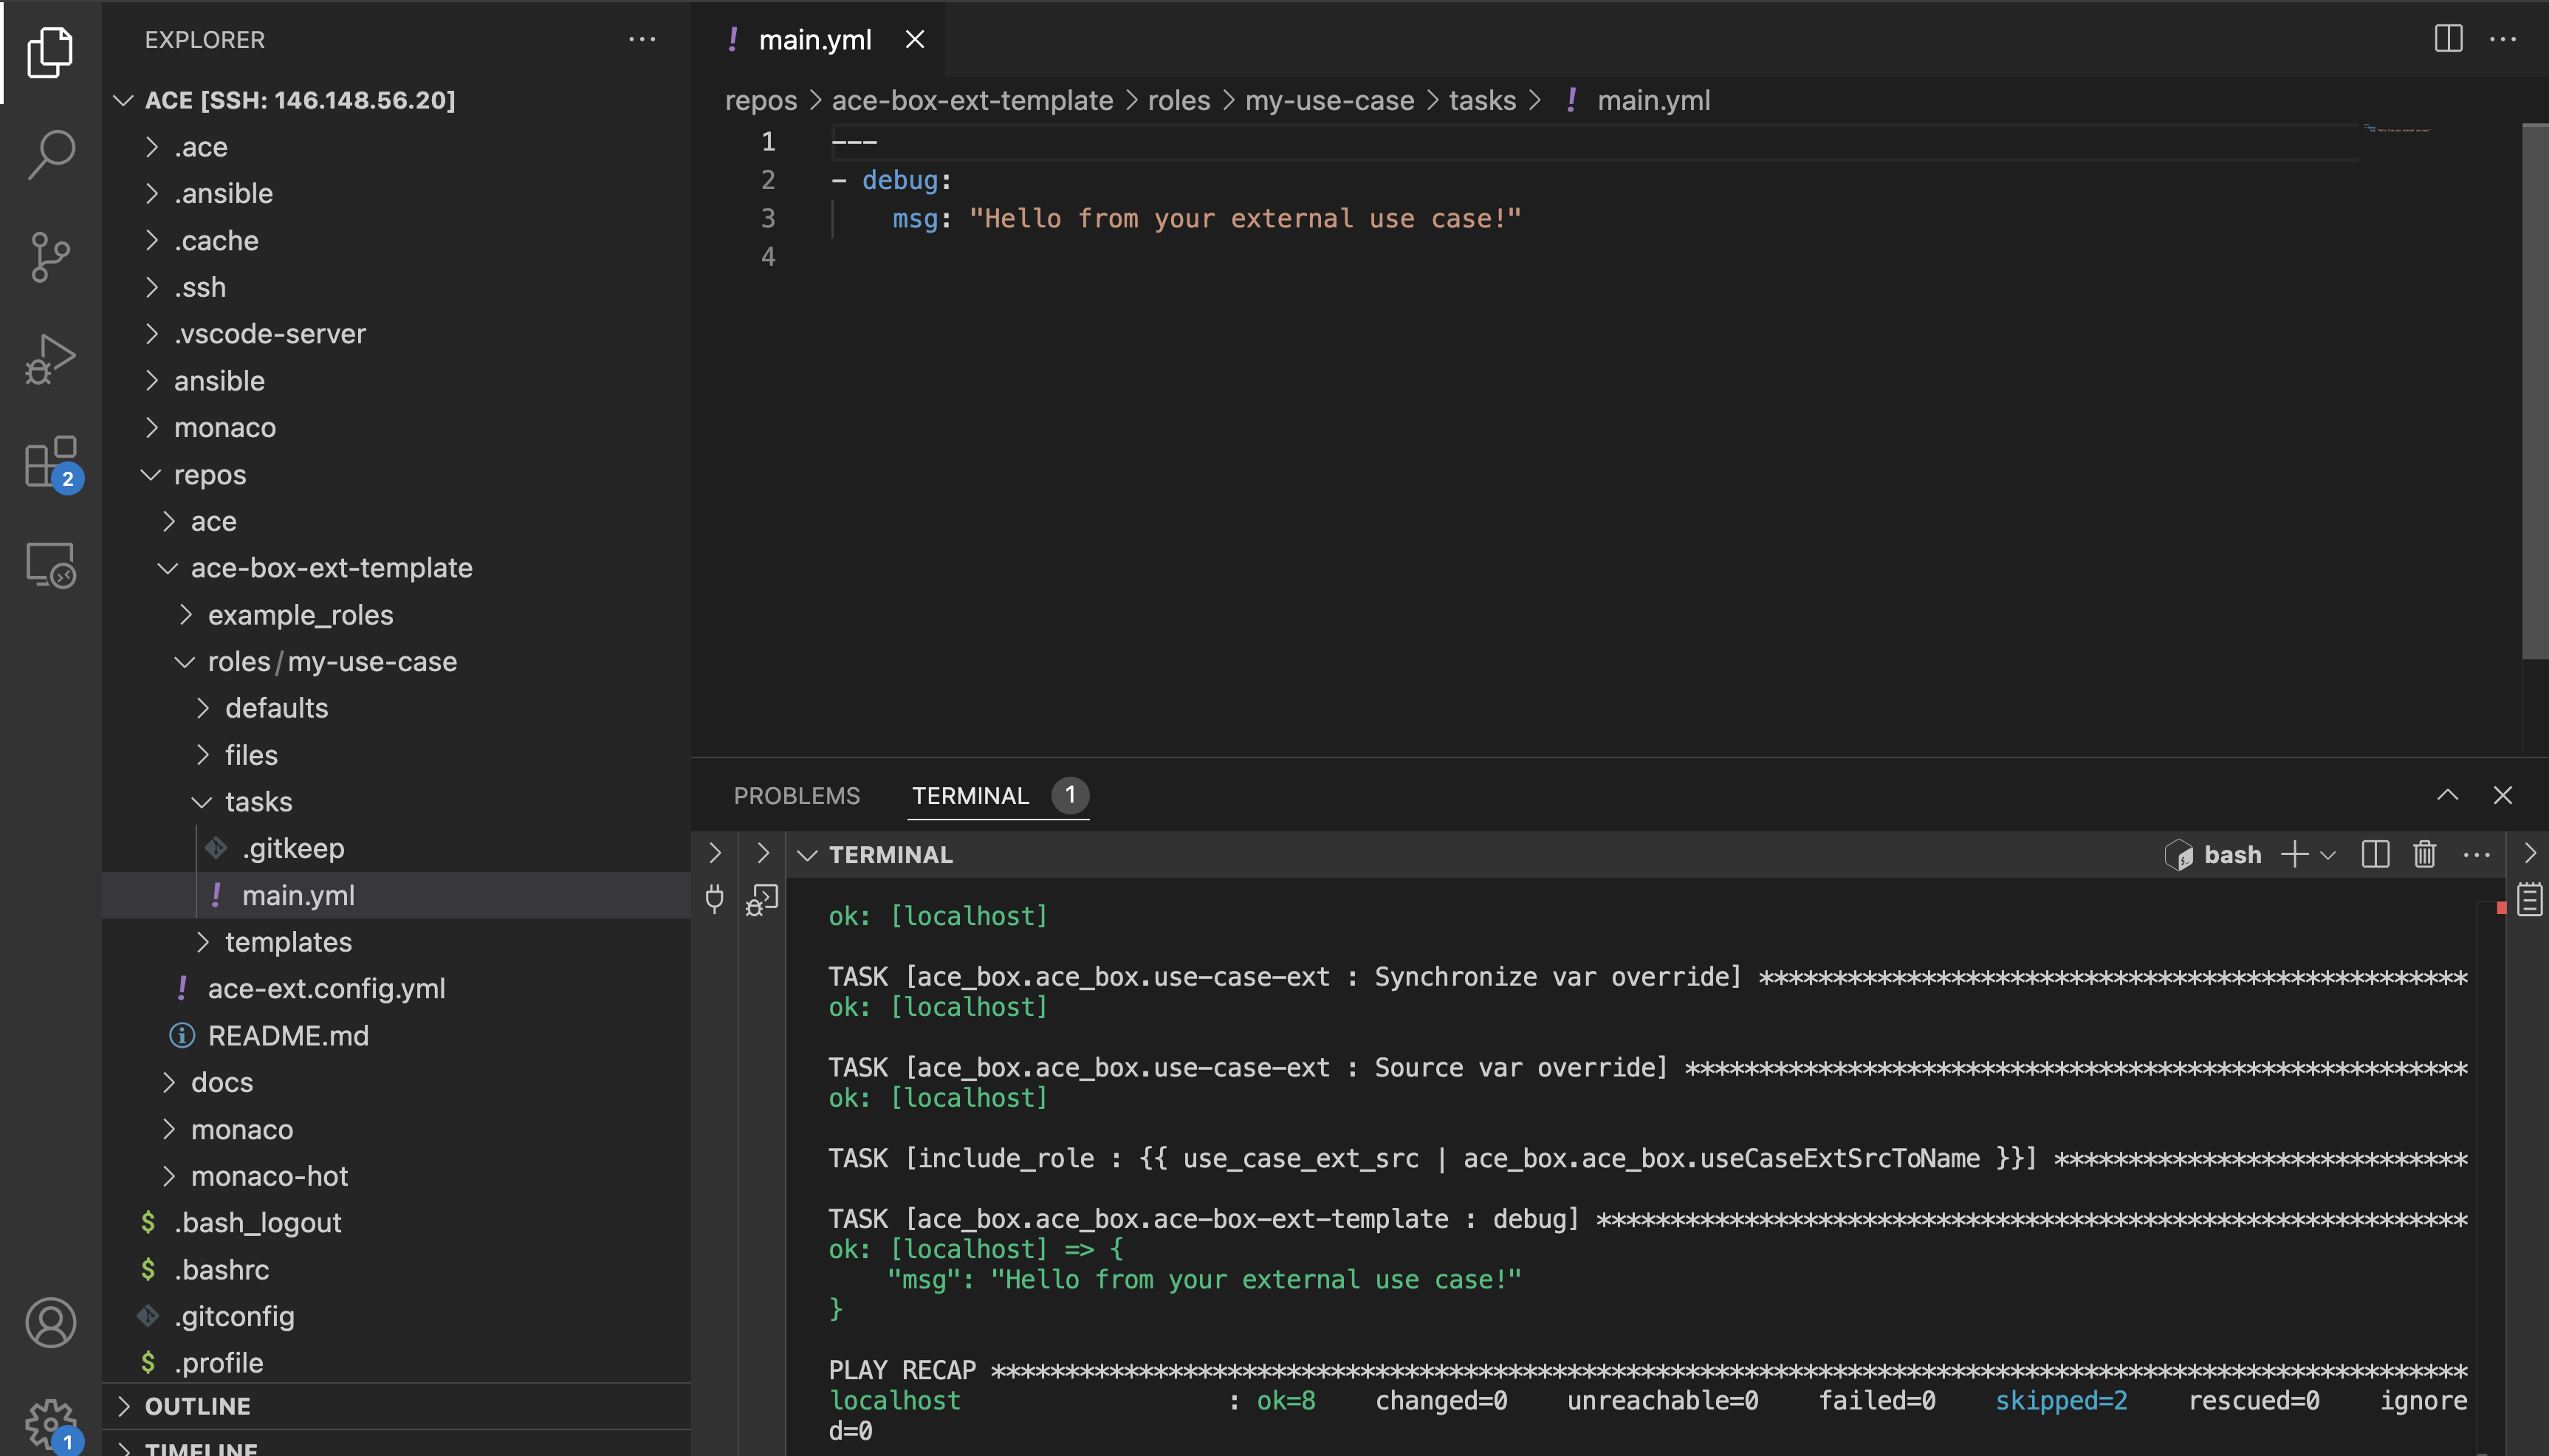 EXPLORER
ACE [SSH: 146.148.56.20]
.ace
.ansible
.cache
.ssh
.vscode-server
ansible
monaco
repos
ace
ace-box-ext-template
example_roles
roles/my-use-case
defaults
files
tasks
.gitkeep
! main.yml
templates
! ace-ext.config.yml
README.md
docs
monaco
monaco-hot
$ .bash_logout
$ .bashrc
.gitconfig
$ .profile
OUTLINE
TIMELINE
2
1
! main.yml
repos > ace-box-ext-template > roles > my-use-case > tasks > ! main.yml
1 ---
2 - debug:
3 msg: "Hello from your external use case!"
4
PROBLEMS TERMINAL 1
TERMINAL bash
ok: [localhost]
TASK [ace_box.ace_box.use-case-ext : Synchronize var override] ************************************************
ok: [localhost]
TASK [ace_box.ace_box.use-case-ext : Source var override] *****************************************************
ok: [localhost]
TASK [include_role : {{ use_case_ext_src | ace_box.ace_box.useCaseExtSrcToName }}] ****************************
TASK [ace_box.ace_box.ace-box-ext-template : debug] ***********************************************************
ok: [localhost] => {
"msg": "Hello from your external use case!"
}
PLAY RECAP ****************************************************************************************************
localhost : ok=8 changed=0 unreachable=0 failed=0 skipped=2 rescued=0 ignore
d=0